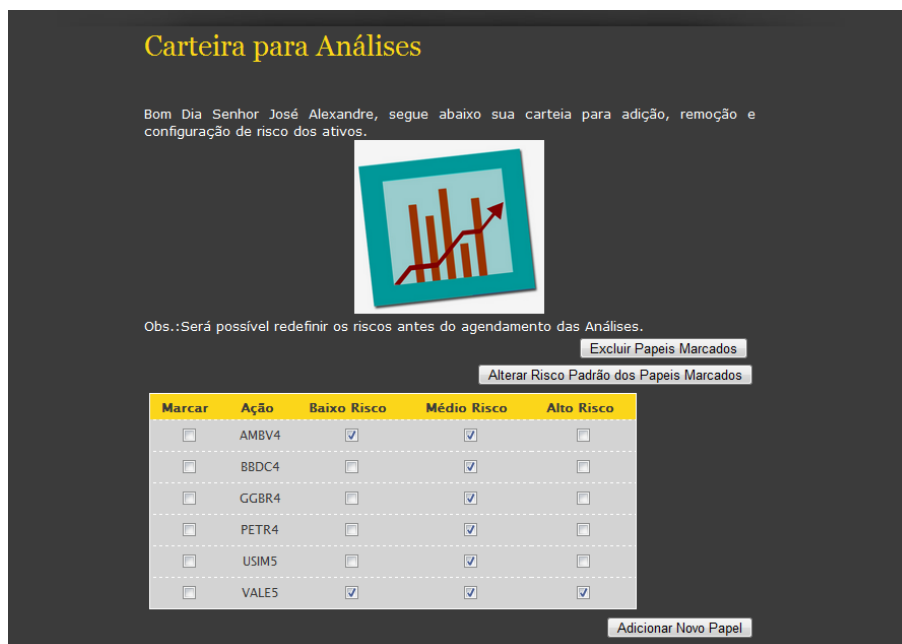 Carteira para Análises
Bom Dia Senhor José Alexandre, segue abaixo sua carteia para adição, remoção e
configuração de risco dos ativos.
Obs.:Será possível redefinir os riscos antes do agendamento das Análises.
Excluir Papeis Marcados
Alterar Risco Padrão dos Papeis Marcados
Marcar Ação Baixo Risco Médio Risco Alto Risco
AMBV4
BBDC4
GGBR4
PETR4
USIM5
VALE5
Adicionar Novo Papel